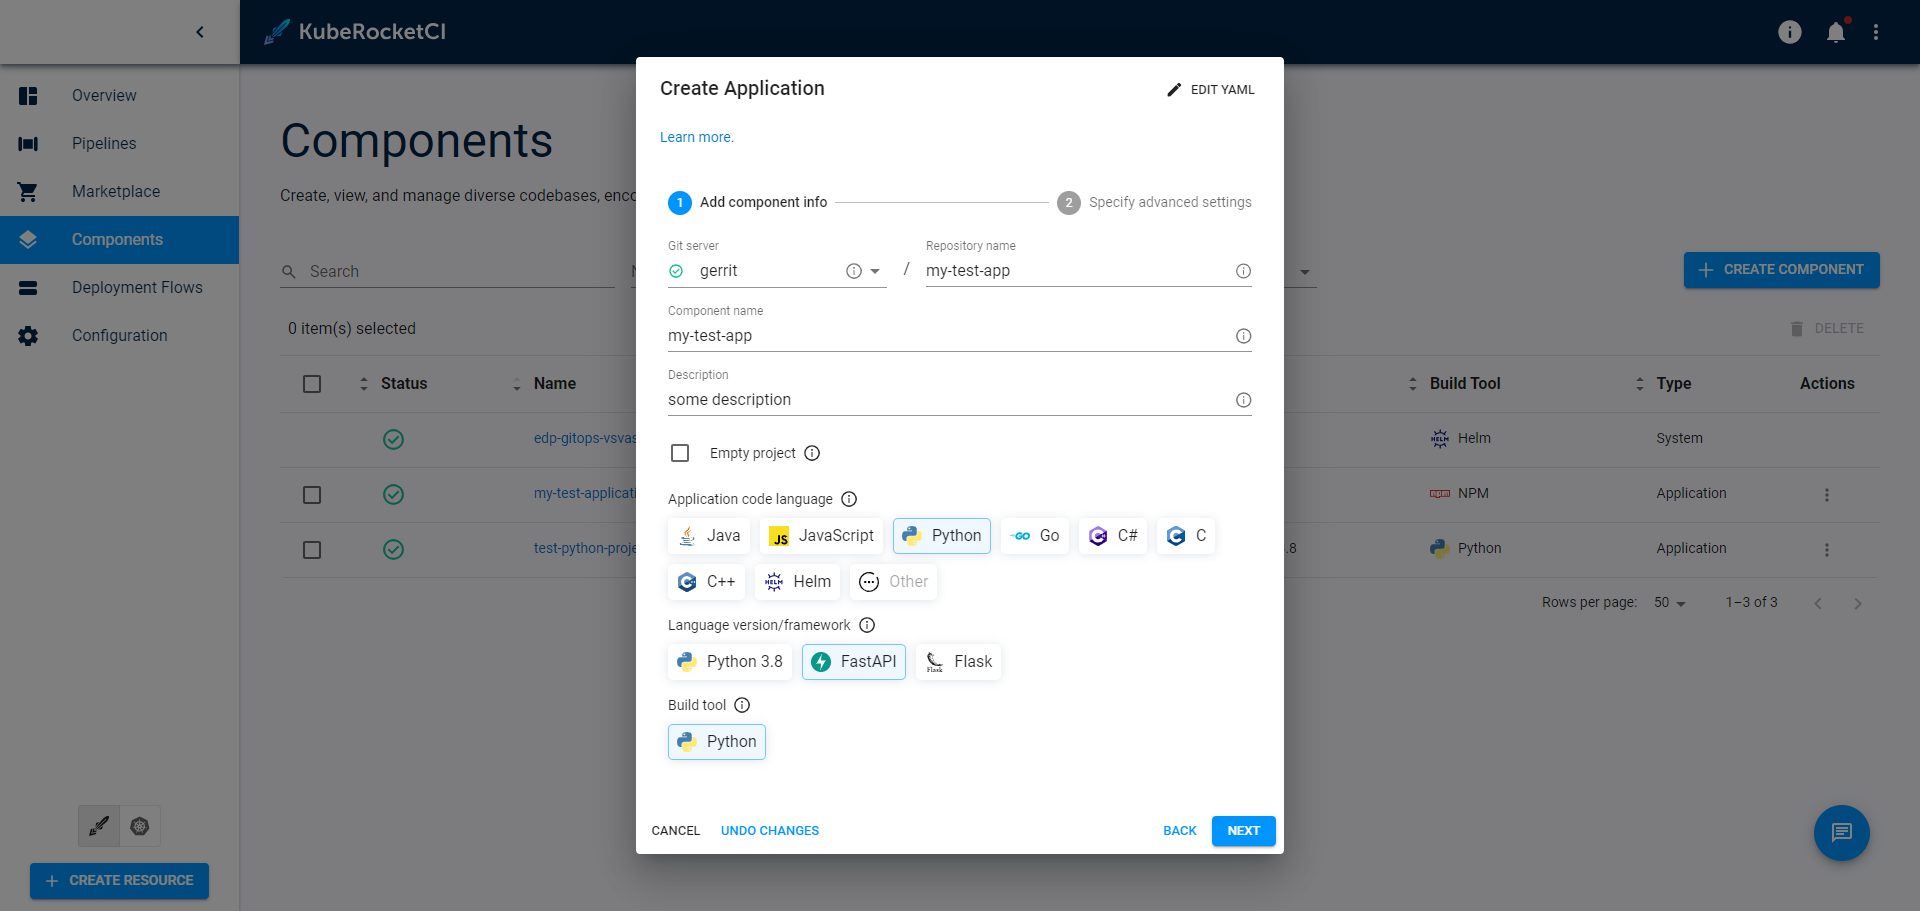 KubeRocketCI
Overview
Pipelines
Marketplace
Components
Deployment Flows
Configuration
CREATE RESOURCE
Components
Create, view, and manage diverse codebases, enc
Search
CREATE COMPONENT
0 item(s) selected
DELETE
Status
Name
Build Tool
Type
Actions
edp-gitops-vsvas
Helm
System
my-test-applicati
NPM
Application
test-python-proje
.8
Python
Application
Rows per page:
50
1–3 of 3
Create Application
EDIT YAML
Learn more.
1
Add component info
2
Specify advanced settings
Git server
gerrit
/
Repository name
my-test-app
Component name
my-test-app
Description
some description
Empty project
Application code language
Java
JS
JavaScript
Python
GO
Go
C#
C
C++
HELM
Helm
Other
Language version/framework
Python 3.8
FastAPI
Flask
Flask
Build tool
Python
CANCEL
UNDO CHANGES
BACK
NEXT